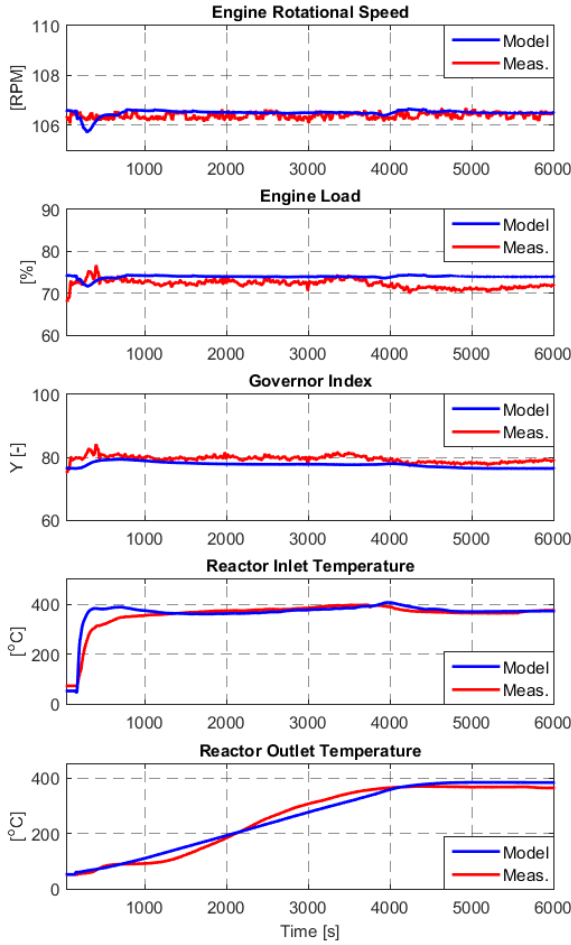 Engine Rotational Speed
110
108
106
[RPM]
Model
Meas.
1000 2000 3000 4000 5000 6000
Engine Load
90
80
70
60
[%]
Model
Meas.
1000 2000 3000 4000 5000 6000
Governor Index
100
80
60
Y [-]
Model
Meas.
1000 2000 3000 4000 5000 6000
Reactor Inlet Temperature
400
200
0
[°C]
Model
Meas.
1000 2000 3000 4000 5000 6000
Reactor Outlet Temperature
400
200
0
[°C]
Model
Meas.
1000 2000 3000 4000 5000 6000
Time [s]